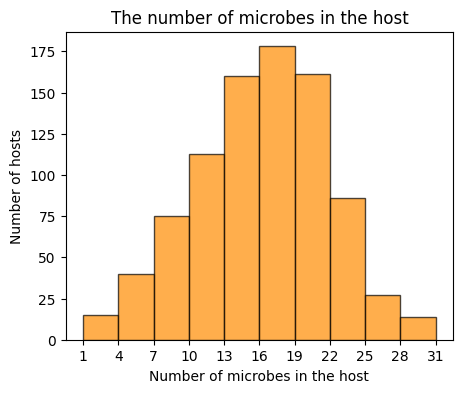 The number of microbes in the host
175
150
125
100
75
50
25
0
Number of hosts
1 4 7 10 13 16 19 22 25 28 31
Number of microbes in the host